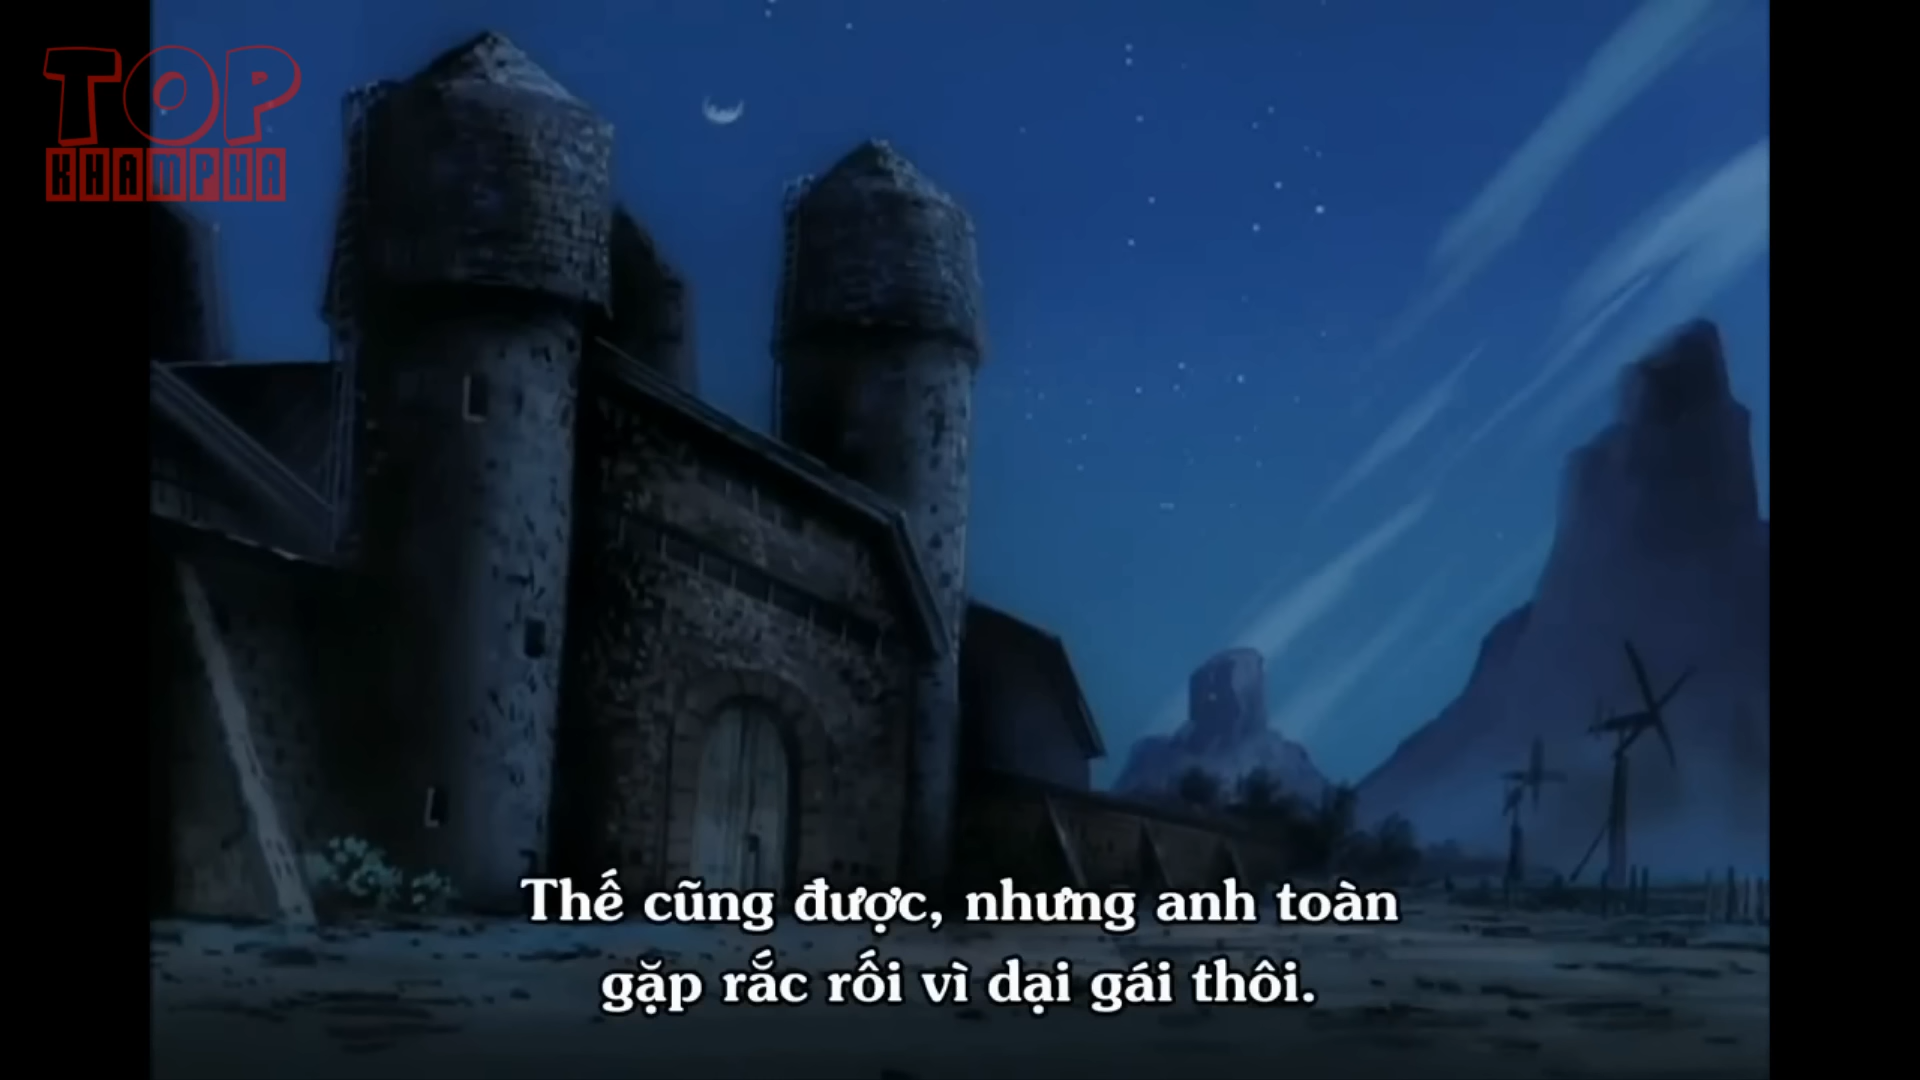 TOP
KHAMPHA
Thế cũng được, nhưng anh toàn
gặp rắc rối vì dại gái thôi.